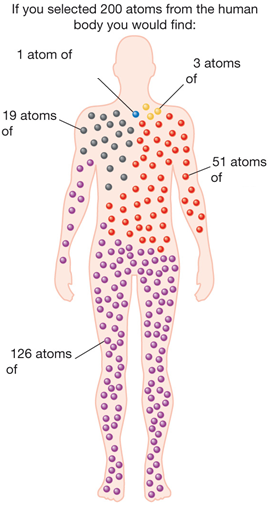 If you selected 200 atoms from the human
body you would find:
1 atom of
3 atoms
of
19 atoms
of
51 atoms
of
126 atoms
of